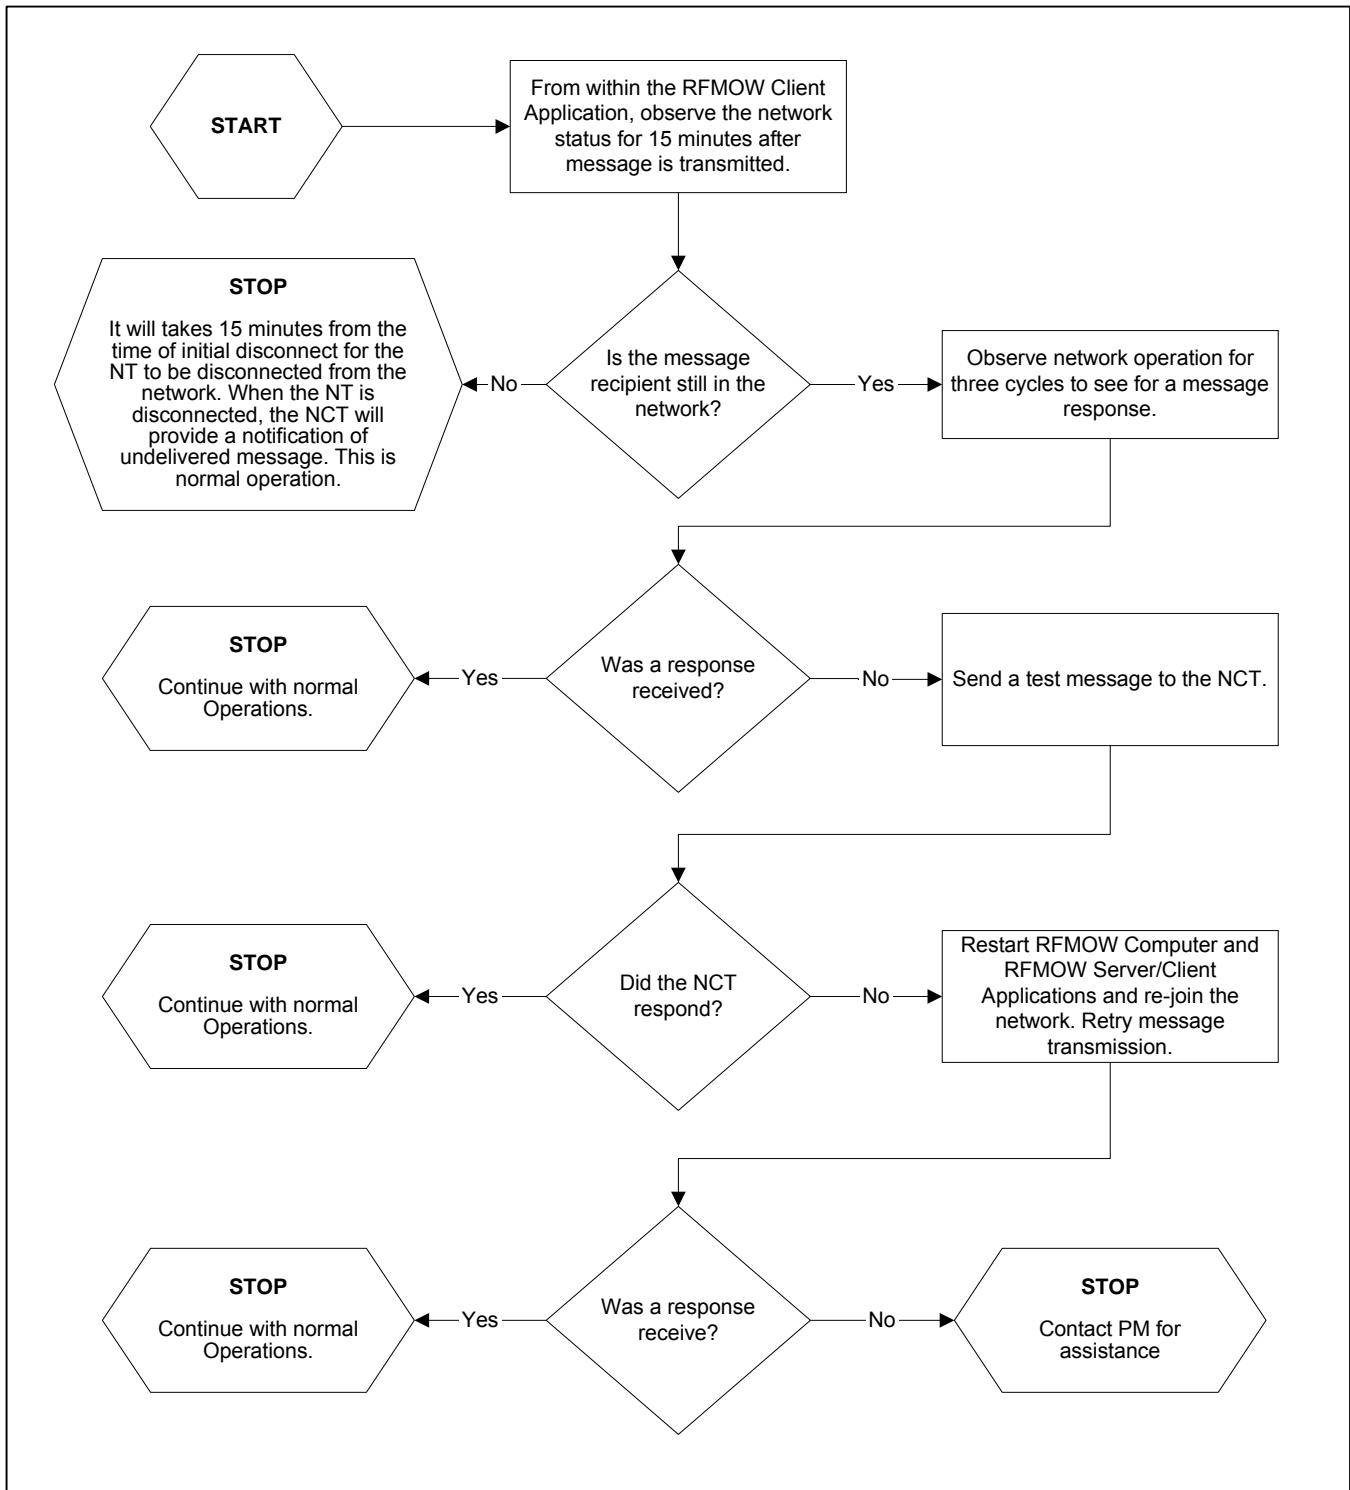 START
From within the RFMOW Client
Application, observe the network
status for 15 minutes after
message is transmitted.
STOP
It will takes 15 minutes from the
time of initial disconnect for the
NT to be disconnected from the
network. When the NT is
disconnected, the NCT will
provide a notification of
undelivered message. This is
normal operation.
No
Is the message
recipient still in the
network?
Yes
Observe network operation for
three cycles to see for a message
response.
STOP
Continue with normal
Operations.
Yes
Was a response
received?
No
Send a test message to the NCT.
STOP
Continue with normal
Operations.
Yes
Did the NCT
respond?
No
Restart RFMOW Computer and
RFMOW Server/Client
Applications and re-join the
network. Retry message
transmission.
STOP
Continue with normal
Operations.
Yes
Was a response
receive?
No
STOP
Contact PM for
assistance